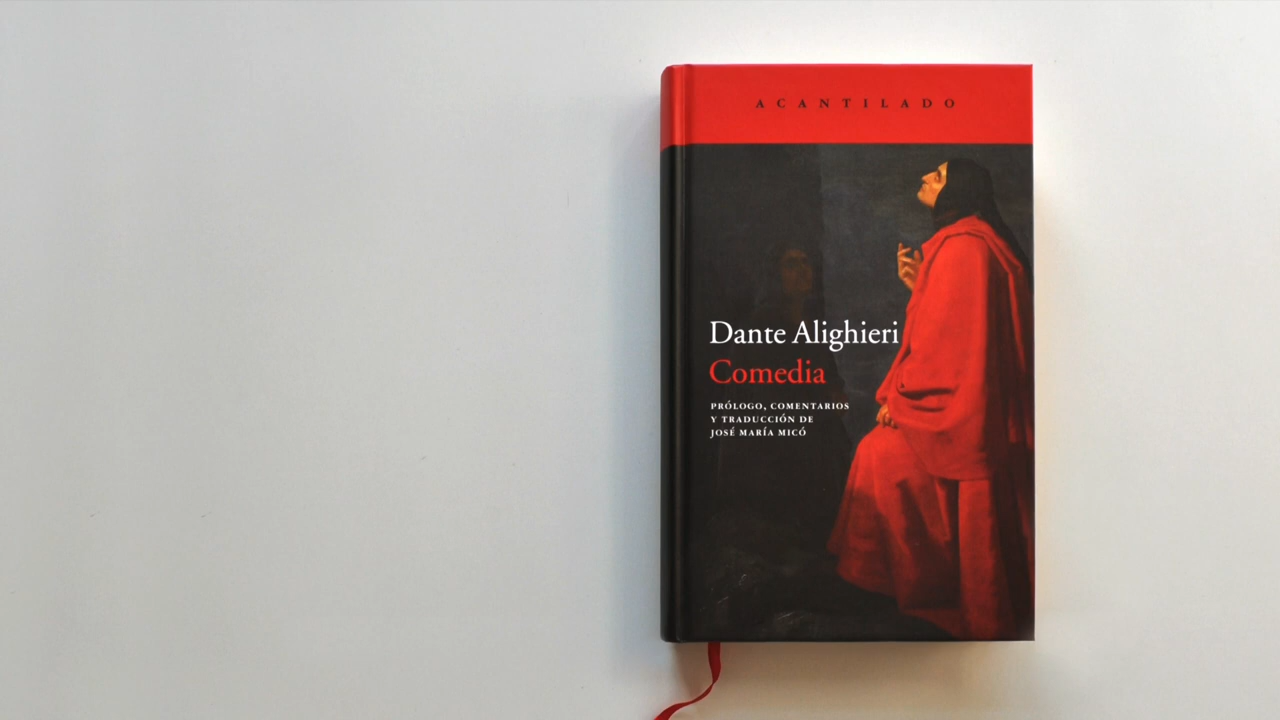 ACANTILADO
Dante Alighieri
Comedia
PRÓLOGO, COMENTARIOS
Y TRADUCCIÓN DE
JOSÉ MARÍA MICÓ